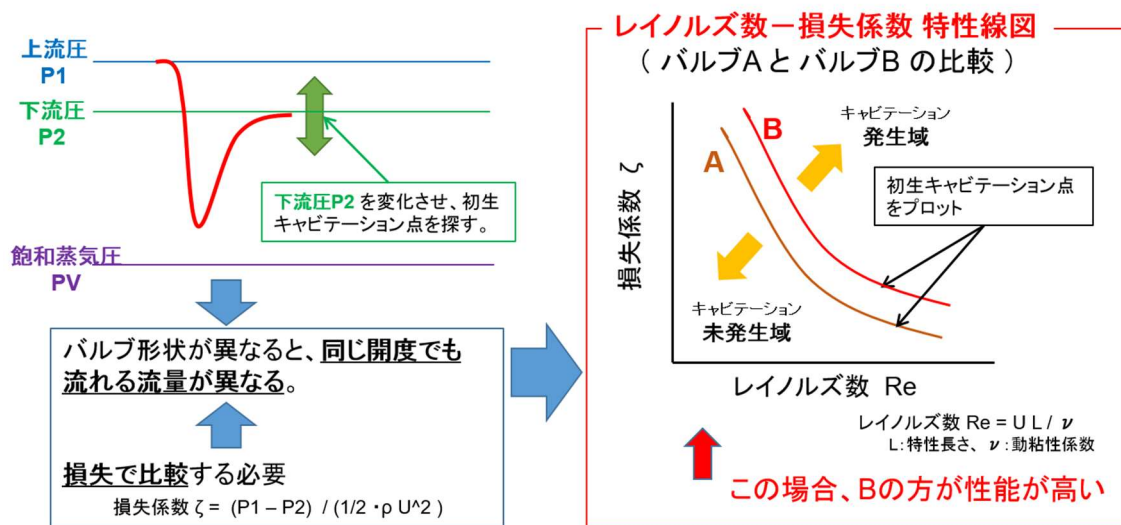 上流圧
P1
下流圧
P2
下流圧P2 を変化させ、初生
キャビテーション点を探す。
飽和蒸気圧
PV
バルブ形状が異なると、同じ開度でも
流れる流量が異なる。
損失で比較する必要
損失係数 ζ = (P1 – P2) / (1/2 ・ρ U^2 )
レイノルズ数ー損失係数 特性線図
( バルブA と バルブB の比較 )
損失係数 ζ
A
B
キャビテーション
発生域
初生キャビテーション点
をプロット
キャビテーション
未発生域
レイノルズ数 Re
レイノルズ数 Re = U L / ν
L:特性長さ、 ν:動粘性係数
この場合、Bの方が性能が高い